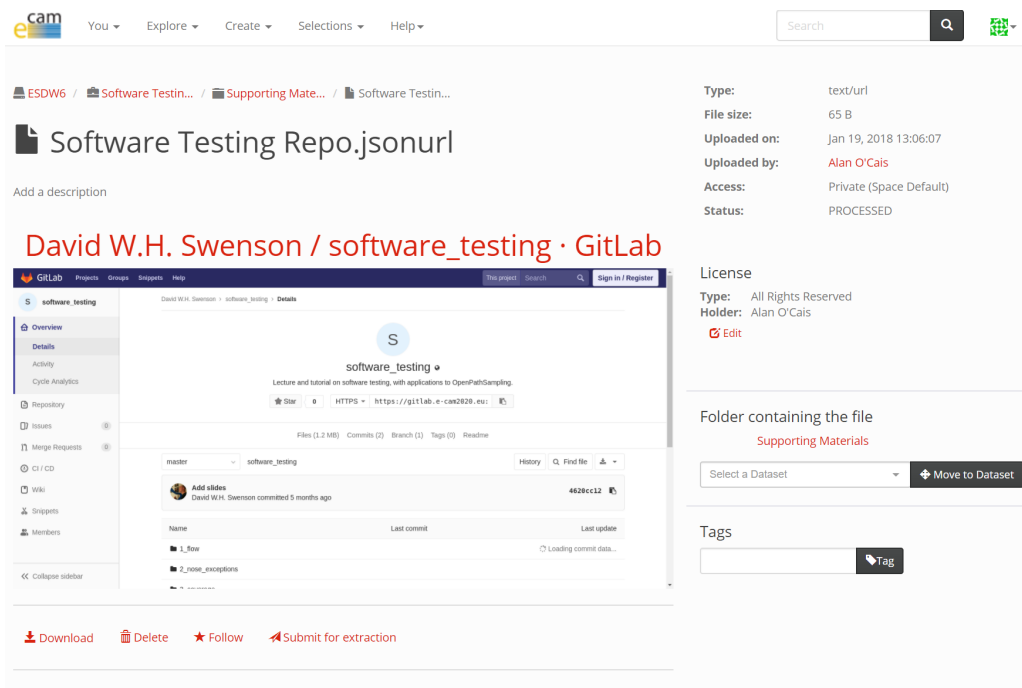 e cam
You
Explore
Create
Selections
Help
Search
ESDW6 / Software Testin... / Supporting Mate... / Software Testin...
Software Testing Repo.jsonurl
Add a description
David W.H. Swenson / software_testing · GitLab
GitLab Projects Groups Snippets Help This project Search Sign in / Register
S software_testing
Overview
Details
Activity
Cycle Analytics
Repository
Issues 0
Merge Requests 0
CI / CD
Wiki
Snippets
Members
Collapse sidebar
David W.H. Swenson › software_testing › Details
S
software_testing
Lecture and tutorial on software testing, with applications to OpenPathSampling.
Star 0 HTTPS https://gitlab.e-cam2020.eu:
Files (1.2 MB) Commits (2) Branch (1) Tags (0) Readme
master software_testing History Find file
Add slides
David W.H. Swenson committed 5 months ago
4620cc12
Name Last commit Last update
1_flow Loading commit data...
2_nose_exceptions
Download Delete Follow Submit for extraction
Type: text/url
File size: 65 B
Uploaded on: Jan 19, 2018 13:06:07
Uploaded by: Alan O'Cais
Access: Private (Space Default)
Status: PROCESSED
License
Type: All Rights Reserved
Holder: Alan O'Cais
Edit
Folder containing the file
Supporting Materials
Select a Dataset Move to Dataset
Tags
Tag